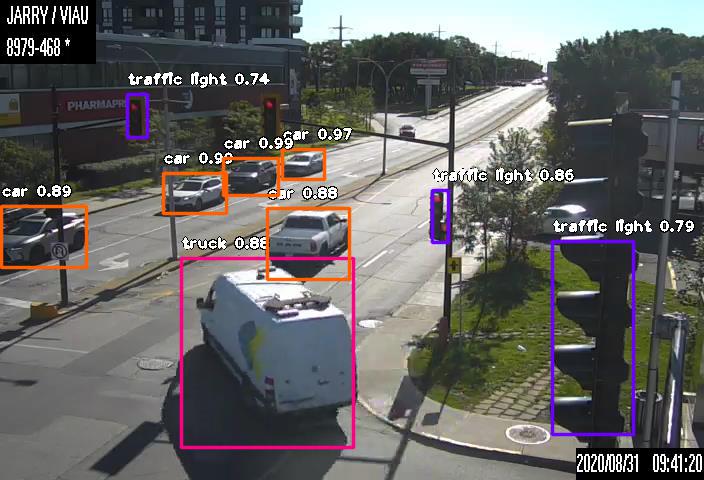 JARRY / VIAU
8979-468 *
traffic light 0.74
PHARMAPR
car 0.97
car 0.99
car 0.99
traffic light 0.86
car 0.89
car 0.88
traffic light 0.79
truck 0.88
2020/08/31 09:41:20